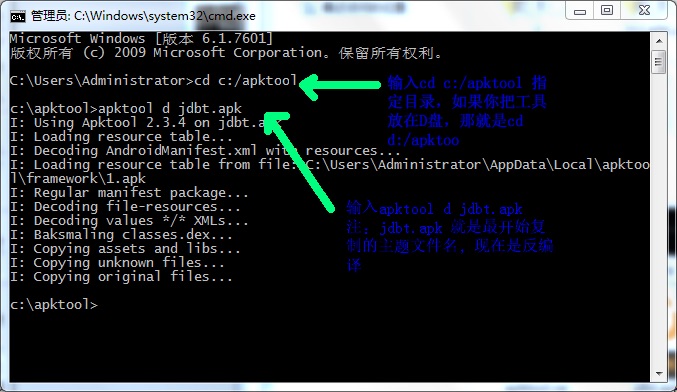 管理员: C:\Windows\system32\cmd.exe
Microsoft Windows [版本 6.1.7601]
版权所有 (c) 2009 Microsoft Corporation。保留所有权利。
C:\Users\Administrator>cd c:/apktool
输入cd c:/apktool 指
定目录，如果你把工具
放在D盘，那就是cd
d:/apktoo
c:\apktool>apktool d jdbt.apk
I: Using Apktool 2.3.4 on jdbt.a
I: Loading resource table...
I: Decoding AndroidManifest.xml with resources...
I: Loading resource table from file: C:\Users\Administrator\AppData\Local\apktoo
l\framework\1.apk
I: Regular manifest package...
I: Decoding file-resources...
I: Decoding values */* XMLs...
I: Baksmaling classes.dex...
I: Copying assets and libs...
I: Copying unknown files...
I: Copying original files...
输入apktool d jdbt.apk
注：jdbt.apk 就是最开始复
制的主题文件名，现在是反编
译
c:\apktool>